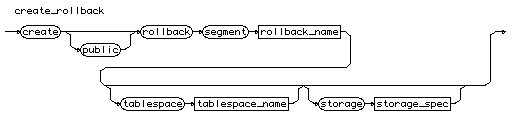 create_rollback
create rollback segment rollback_name
public
tablespace tablespace_name storage storage_spec